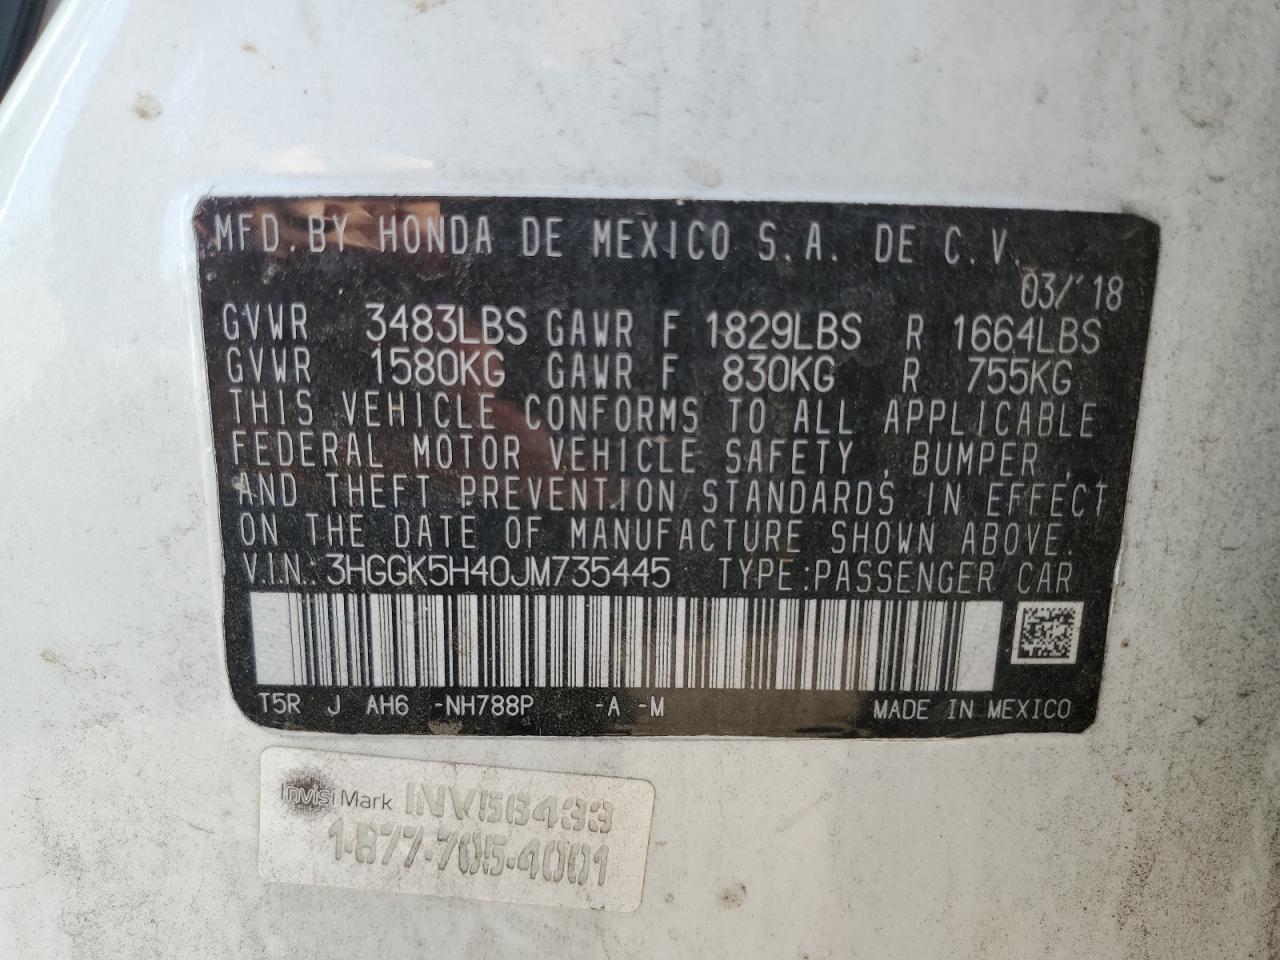 MFD. BY HONDA DE MEXICO S.A. DE C.V.
03/'18
GVWR 3483LBS GAWR F 1829LBS R 1664LBS
GVWR 1580KG GAWR F 830KG R 755KG
THIS VEHICLE CONFORMS TO ALL APPLICABLE
FEDERAL MOTOR VEHICLE SAFETY , BUMPER ,
AND THEFT PREVENTION STANDARDS IN EFFECT
ON THE DATE OF MANUFACTURE SHOWN ABOVE.
V.I.N.: 3HGGK5H40JM735445 TYPE:PASSENGER CAR
T5R J AH6 -NH788P -A -M MADE IN MEXICO
InvisiMark INV56433
1-877-705-4001